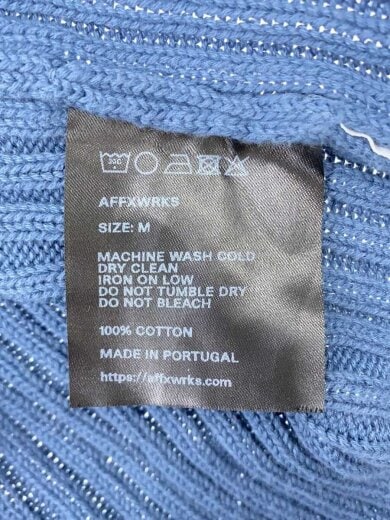 AFFXWRKS
SIZE: M
MACHINE WASH COLD
DRY CLEAN
IRON ON LOW
DO NOT TUMBLE DRY
DO NOT BLEACH
100% COTTON
MADE IN PORTUGAL
https://affxwrks.com